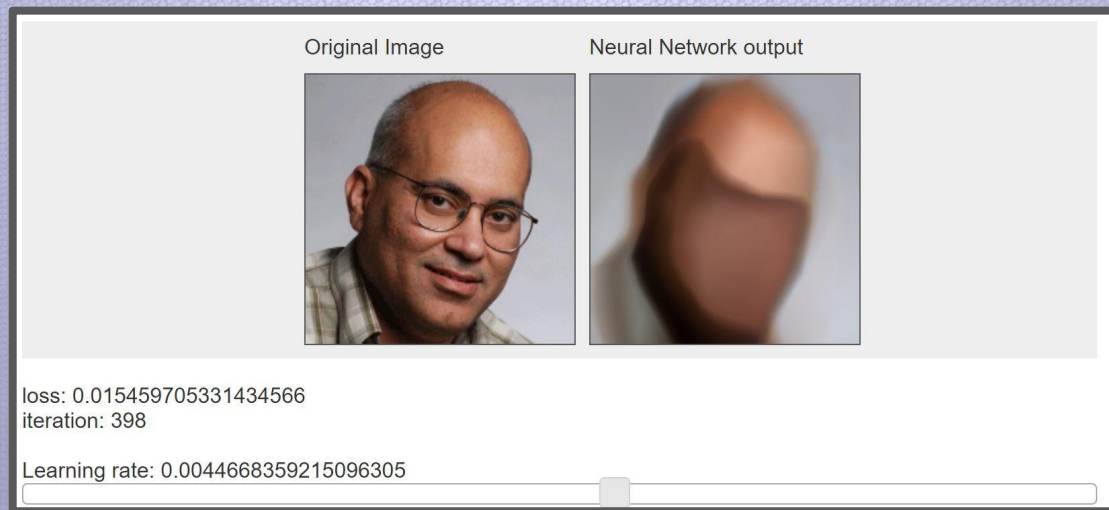 Original Image
Neural Network output
loss: 0.015459705331434566
iteration: 398
Learning rate: 0.0044668359215096305